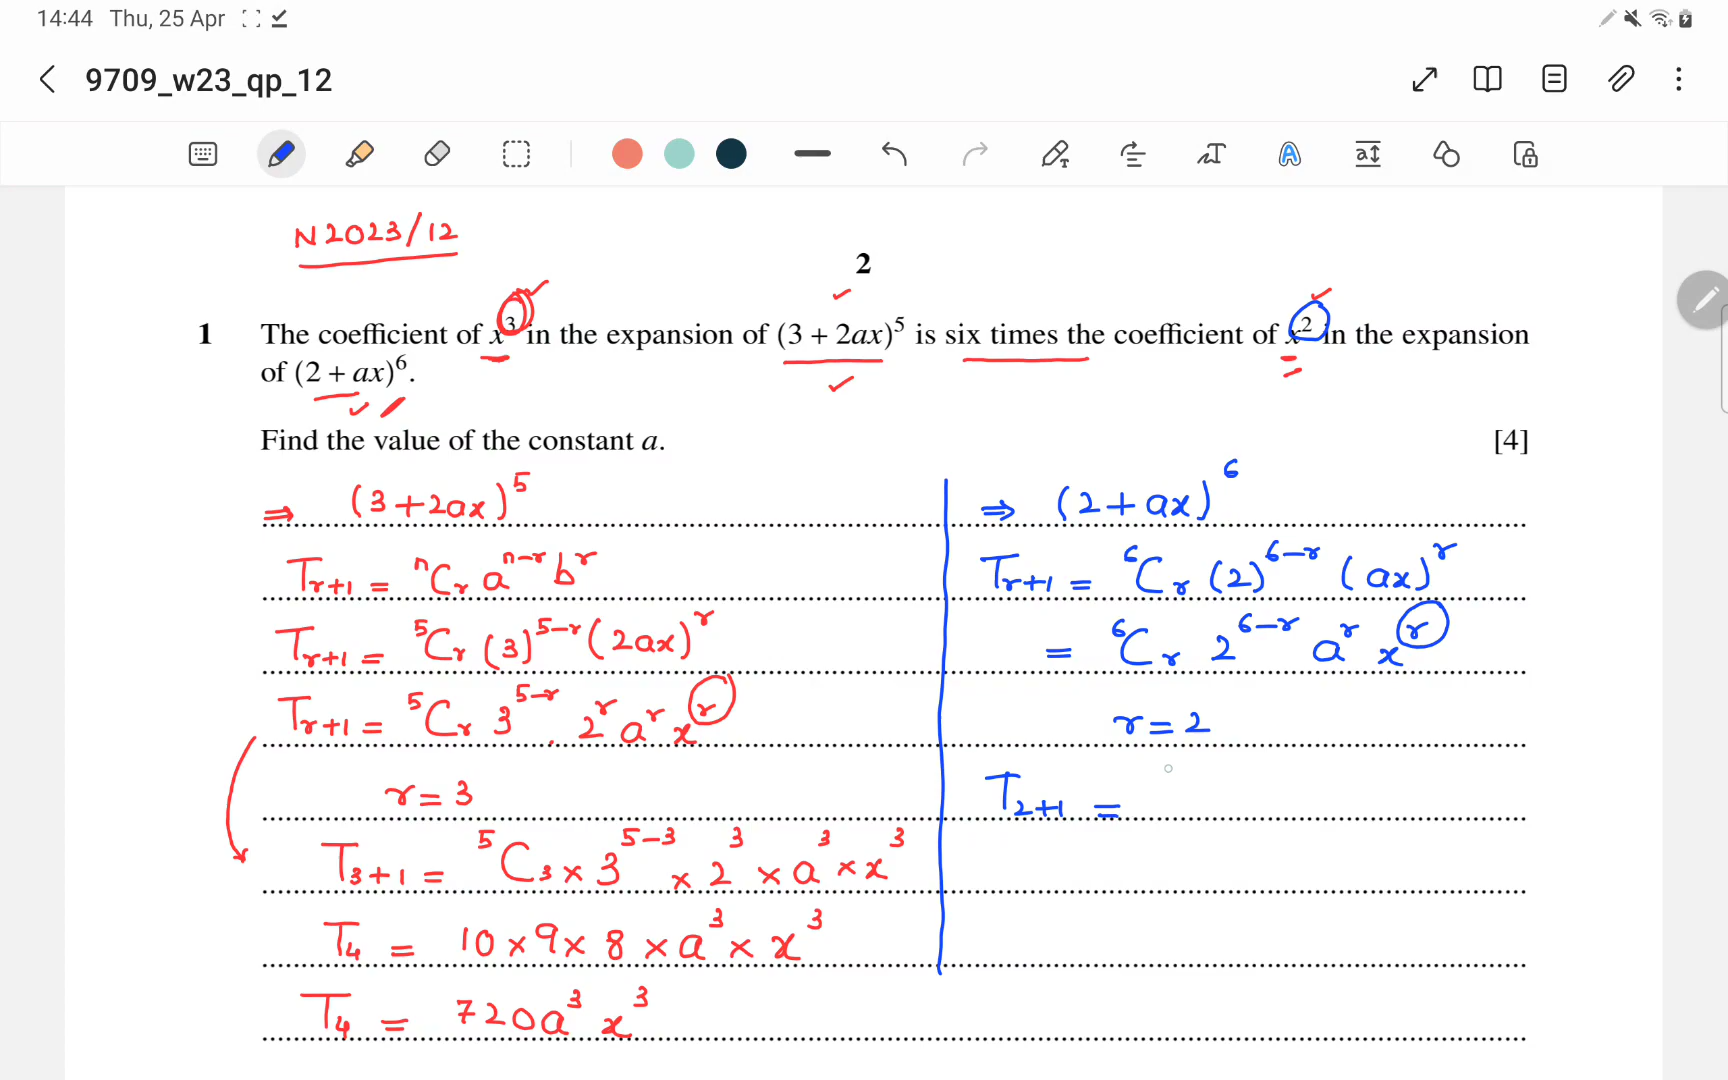 14:44 Thu, 25 Apr
9709_w23_qp_12
N2023/12
2
1 The coefficient of x³ in the expansion of (3 + 2ax)⁵ is six times the coefficient of x² in the expansion
of (2 + ax)⁶.
Find the value of the constant a. [4]
⇒ (3+2ax)⁵
Tᵣ₊₁ = ⁿCᵣ aⁿ⁻ʳ bʳ
Tᵣ₊₁ = ⁵Cᵣ (3)⁵⁻ʳ (2ax)ʳ
Tᵣ₊₁ = ⁵Cᵣ 3⁵⁻ʳ . 2ʳ aʳ xʳ
r = 3
T₃₊₁ = ⁵C₃ × 3⁵⁻³ × 2³ × a³ × x³
T₄ = 10 × 9 × 8 × a³ × x³
T₄ = 720a³ x³
⇒ (2+ax)⁶
Tᵣ₊₁ = ⁶Cᵣ (2)⁶⁻ʳ (ax)ʳ
= ⁶Cᵣ 2⁶⁻ʳ aʳ xʳ
r = 2
T₂₊₁ =